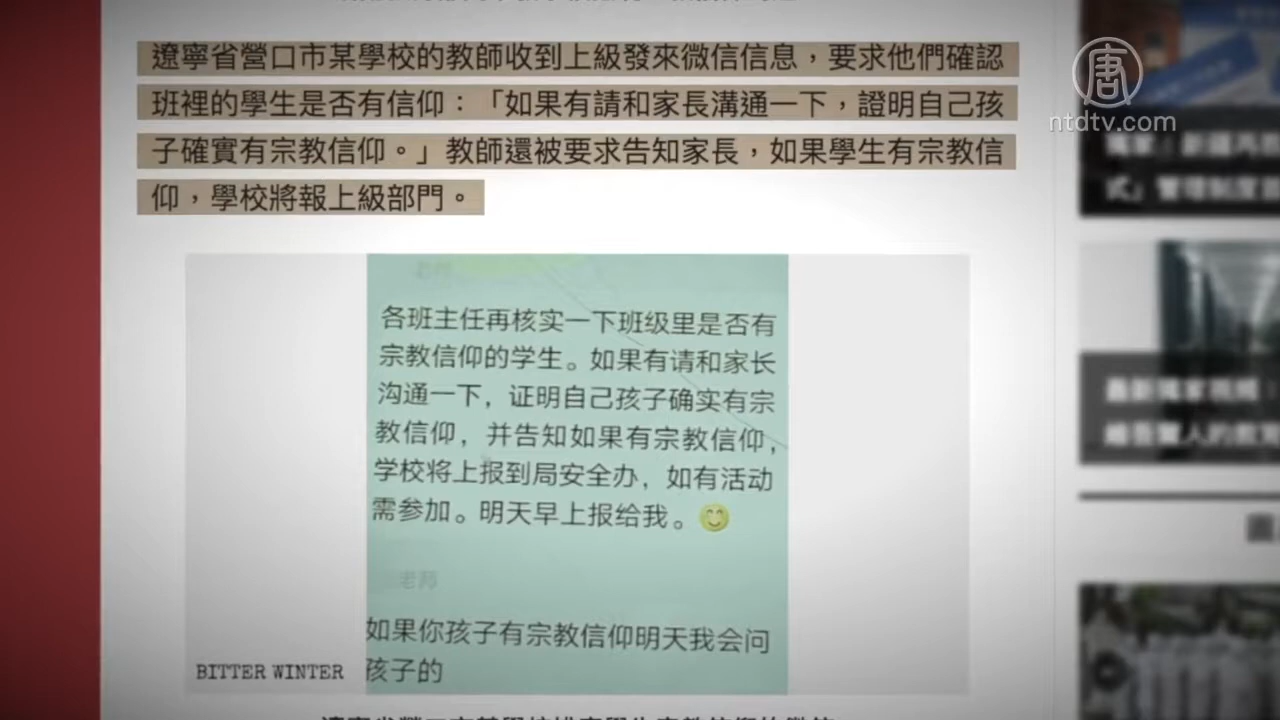 遼寧省營口市某學校的教師收到上級發來微信信息，要求他們確認
班裡的學生是否有信仰：「如果有請和家長溝通一下，證明自己孩
子確實有宗教信仰。」教師還被要求告知家長，如果學生有宗教信
仰，學校將報上級部門。
唐
ntdtv.com
各班主任再核实一下班级里是否有
宗教信仰的学生。如果有请和家长
沟通一下，证明自己孩子确实有宗
教信仰，并告知如果有宗教信仰，
学校将上报到局安全办，如有活动
需参加。明天早上报给我。
老师
如果你孩子有宗教信仰明天我会问
孩子的
BITTER WINTER